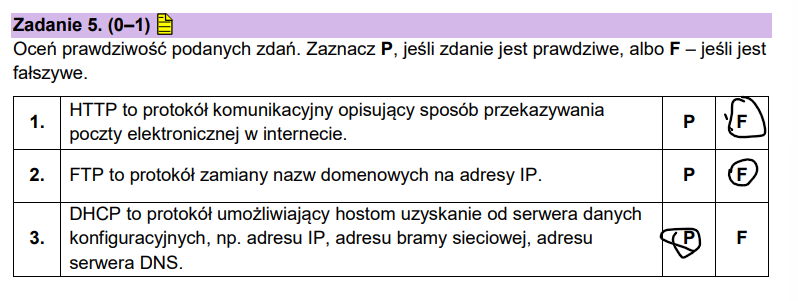 Zadanie 5. (0–1)
Oceń prawdziwość podanych zdań. Zaznacz P, jeśli zdanie jest prawdziwe, albo F – jeśli jest
fałszywe.
1. HTTP to protokół komunikacyjny opisujący sposób przekazywania
poczty elektronicznej w internecie. P F
2. FTP to protokół zamiany nazw domenowych na adresy IP. P F
3. DHCP to protokół umożliwiający hostom uzyskanie od serwera danych
konfiguracyjnych, np. adresu IP, adresu bramy sieciowej, adresu
serwera DNS. P F